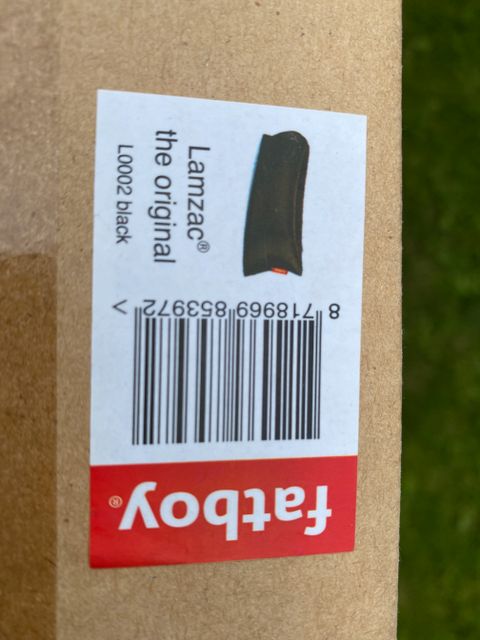 Lamzac®
the original
L0002 black
8 718969 853972 >
fatboy®